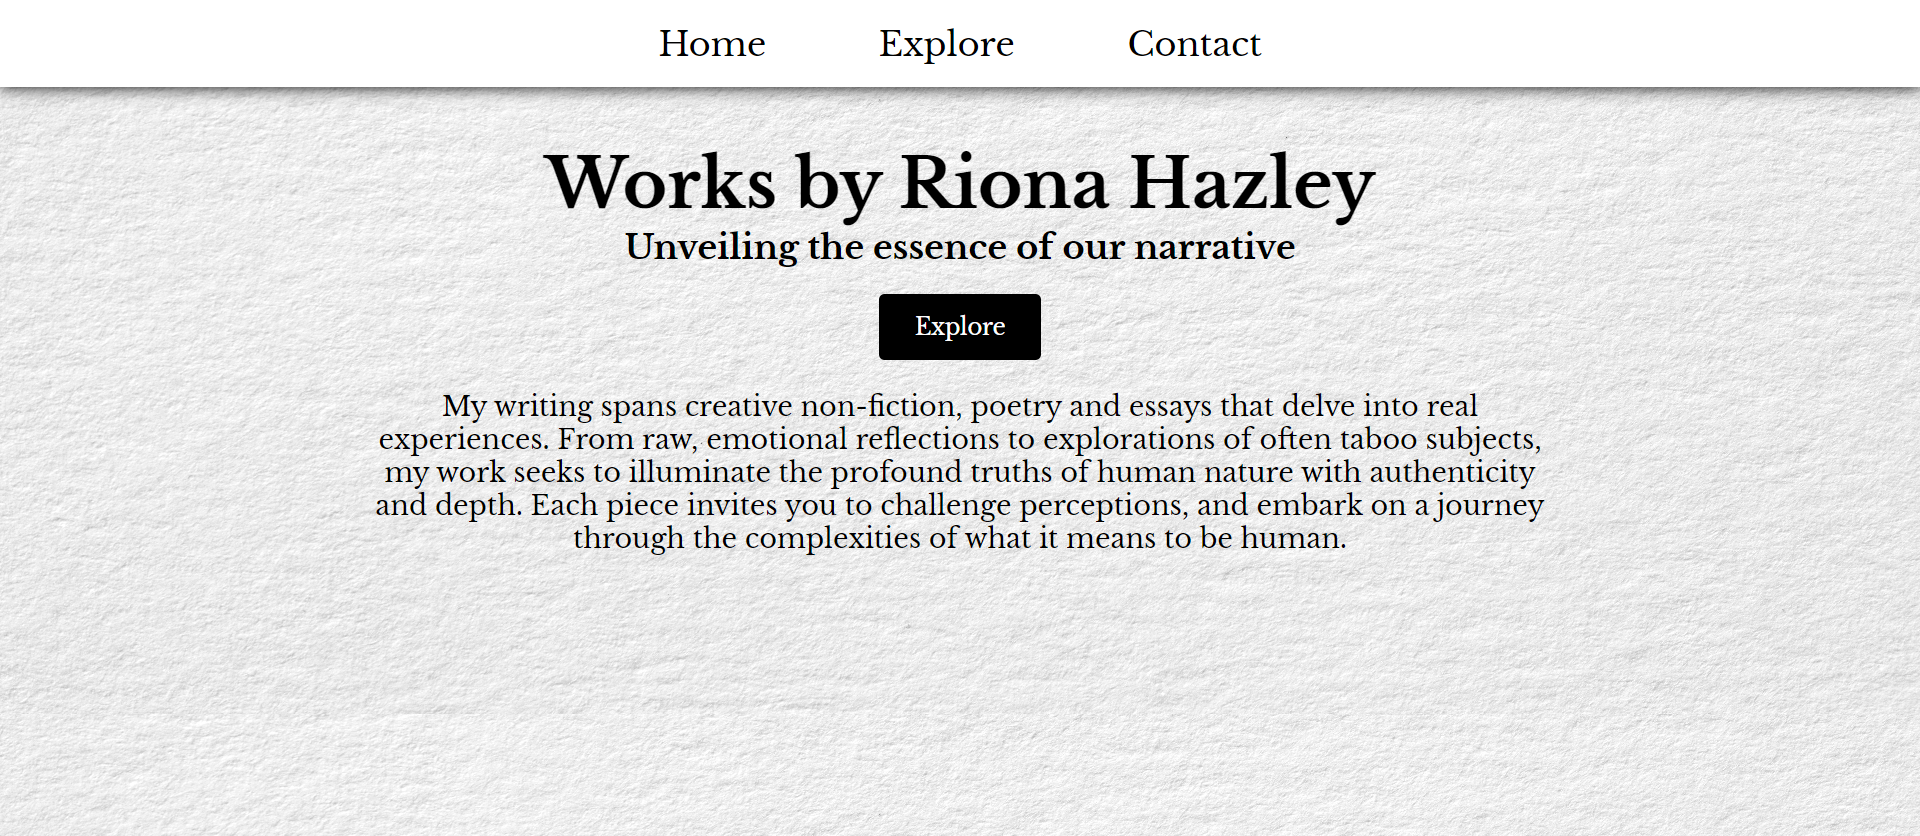 Home Explore Contact
Works by Riona Hazley
Unveiling the essence of our narrative
Explore
My writing spans creative non-fiction, poetry and essays that delve into real
experiences. From raw, emotional reflections to explorations of often taboo subjects,
my work seeks to illuminate the profound truths of human nature with authenticity
and depth. Each piece invites you to challenge perceptions, and embark on a journey
through the complexities of what it means to be human.